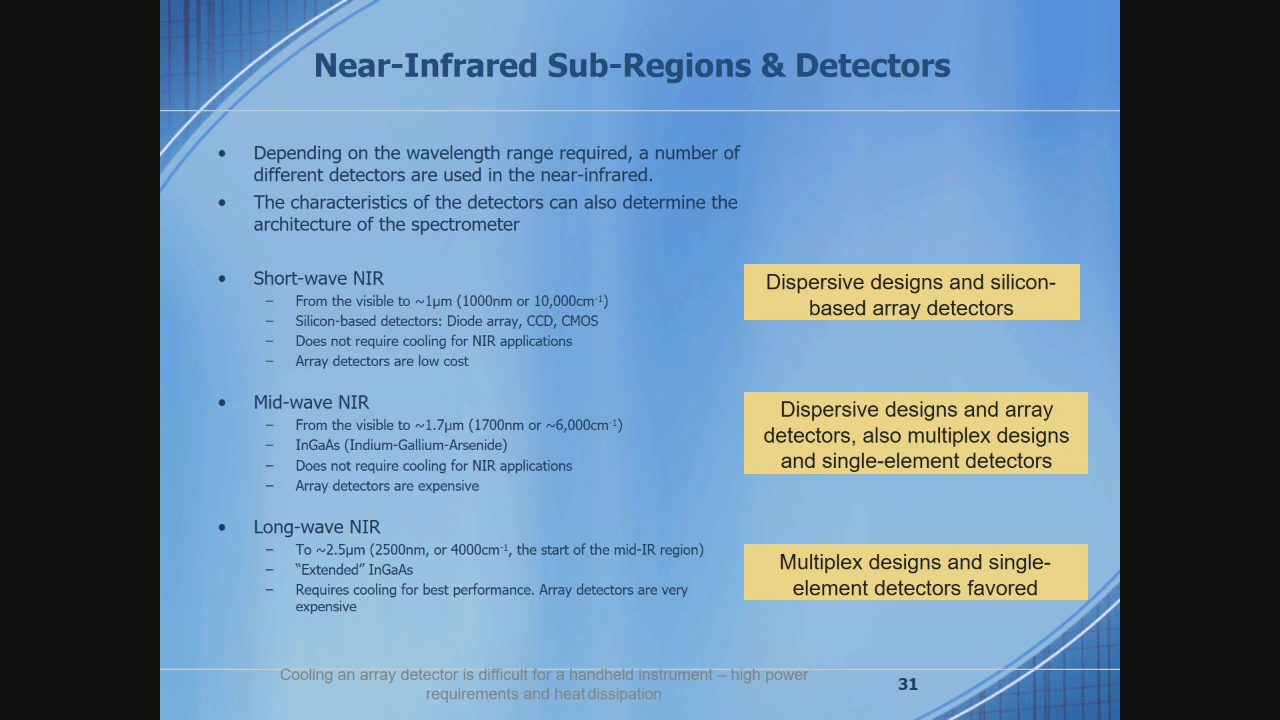 Near-Infrared Sub-Regions & Detectors
• Depending on the wavelength range required, a number of
different detectors are used in the near-infrared.
• The characteristics of the detectors can also determine the
architecture of the spectrometer
• Short-wave NIR
– From the visible to ~1µm (1000nm or 10,000cm⁻¹)
– Silicon-based detectors: Diode array, CCD, CMOS
– Does not require cooling for NIR applications
– Array detectors are low cost
Dispersive designs and silicon-
based array detectors
• Mid-wave NIR
– From the visible to ~1.7µm (1700nm or ~6,000cm⁻¹)
– InGaAs (Indium-Gallium-Arsenide)
– Does not require cooling for NIR applications
– Array detectors are expensive
Dispersive designs and array
detectors, also multiplex designs
and single-element detectors
• Long-wave NIR
– To ~2.5µm (2500nm, or 4000cm⁻¹, the start of the mid-IR region)
– “Extended” InGaAs
– Requires cooling for best performance. Array detectors are very
expensive
Multiplex designs and single-
element detectors favored
Cooling an array detector is difficult for a handheld instrument – high power
requirements and heat dissipation
31